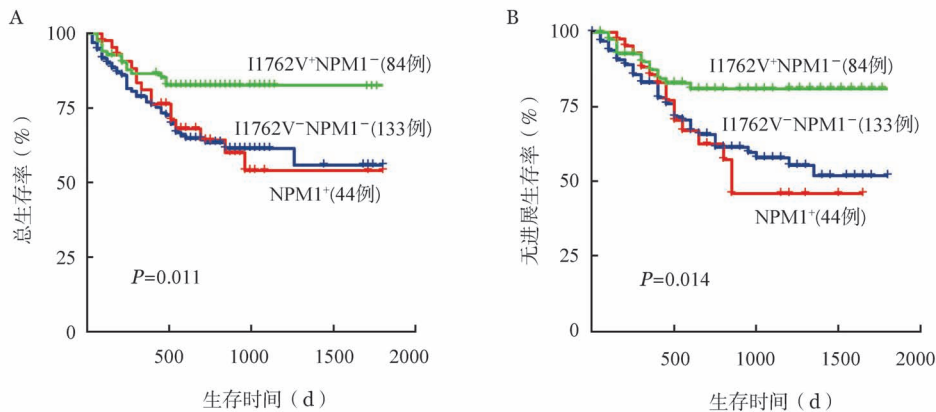 A
100
75
50
25
0
总生存率（%）
I1762V⁺NPM1⁻(84例)
I1762V⁻NPM1⁻(133例)
NPM1⁺(44例)
P=0.011
500
1000
1500
2000
生存时间（d）
B
100
75
50
25
0
无进展生存率（%）
I1762V⁺NPM1⁻(84例)
I1762V⁻NPM1⁻(133例)
NPM1⁺(44例)
P=0.014
500
1000
1500
2000
生存时间（d）